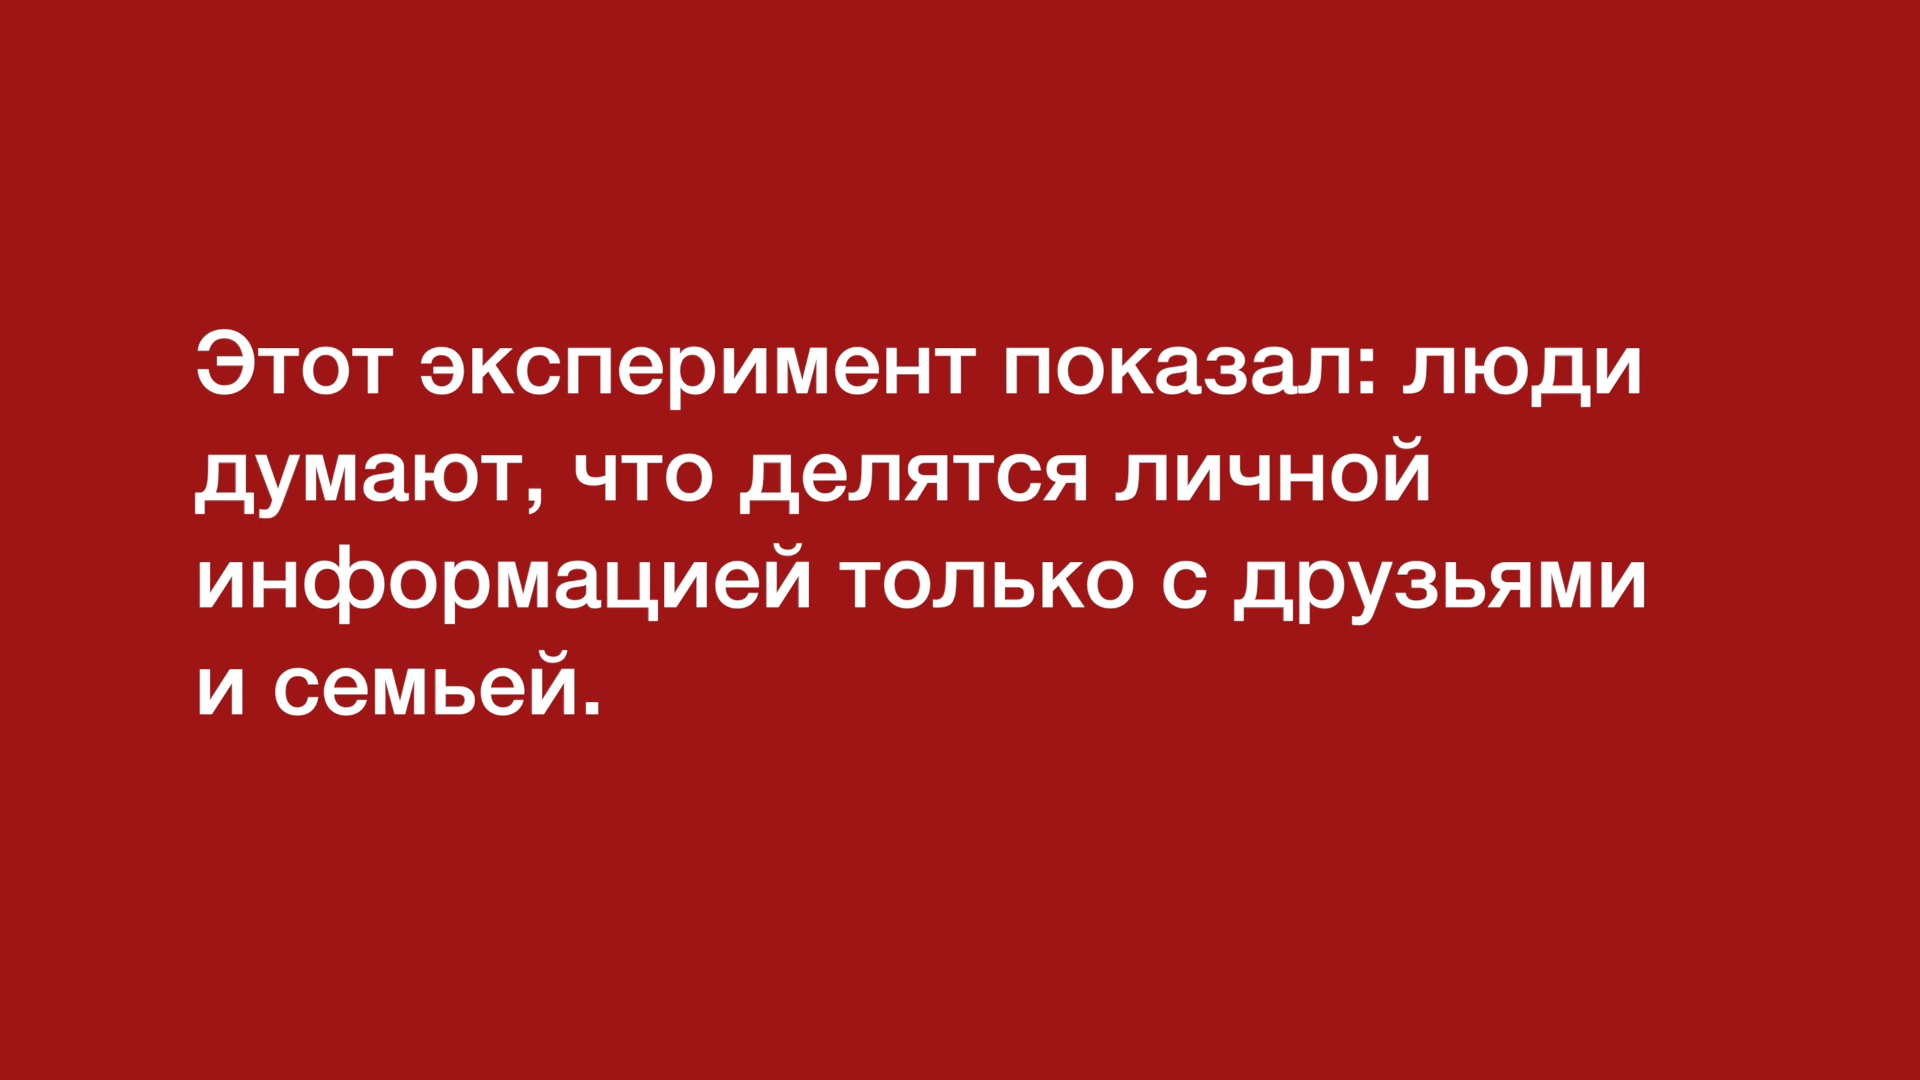 Этот эксперимент показал: люди
думают, что делятся личной
информацией только с друзьями
и семьей.